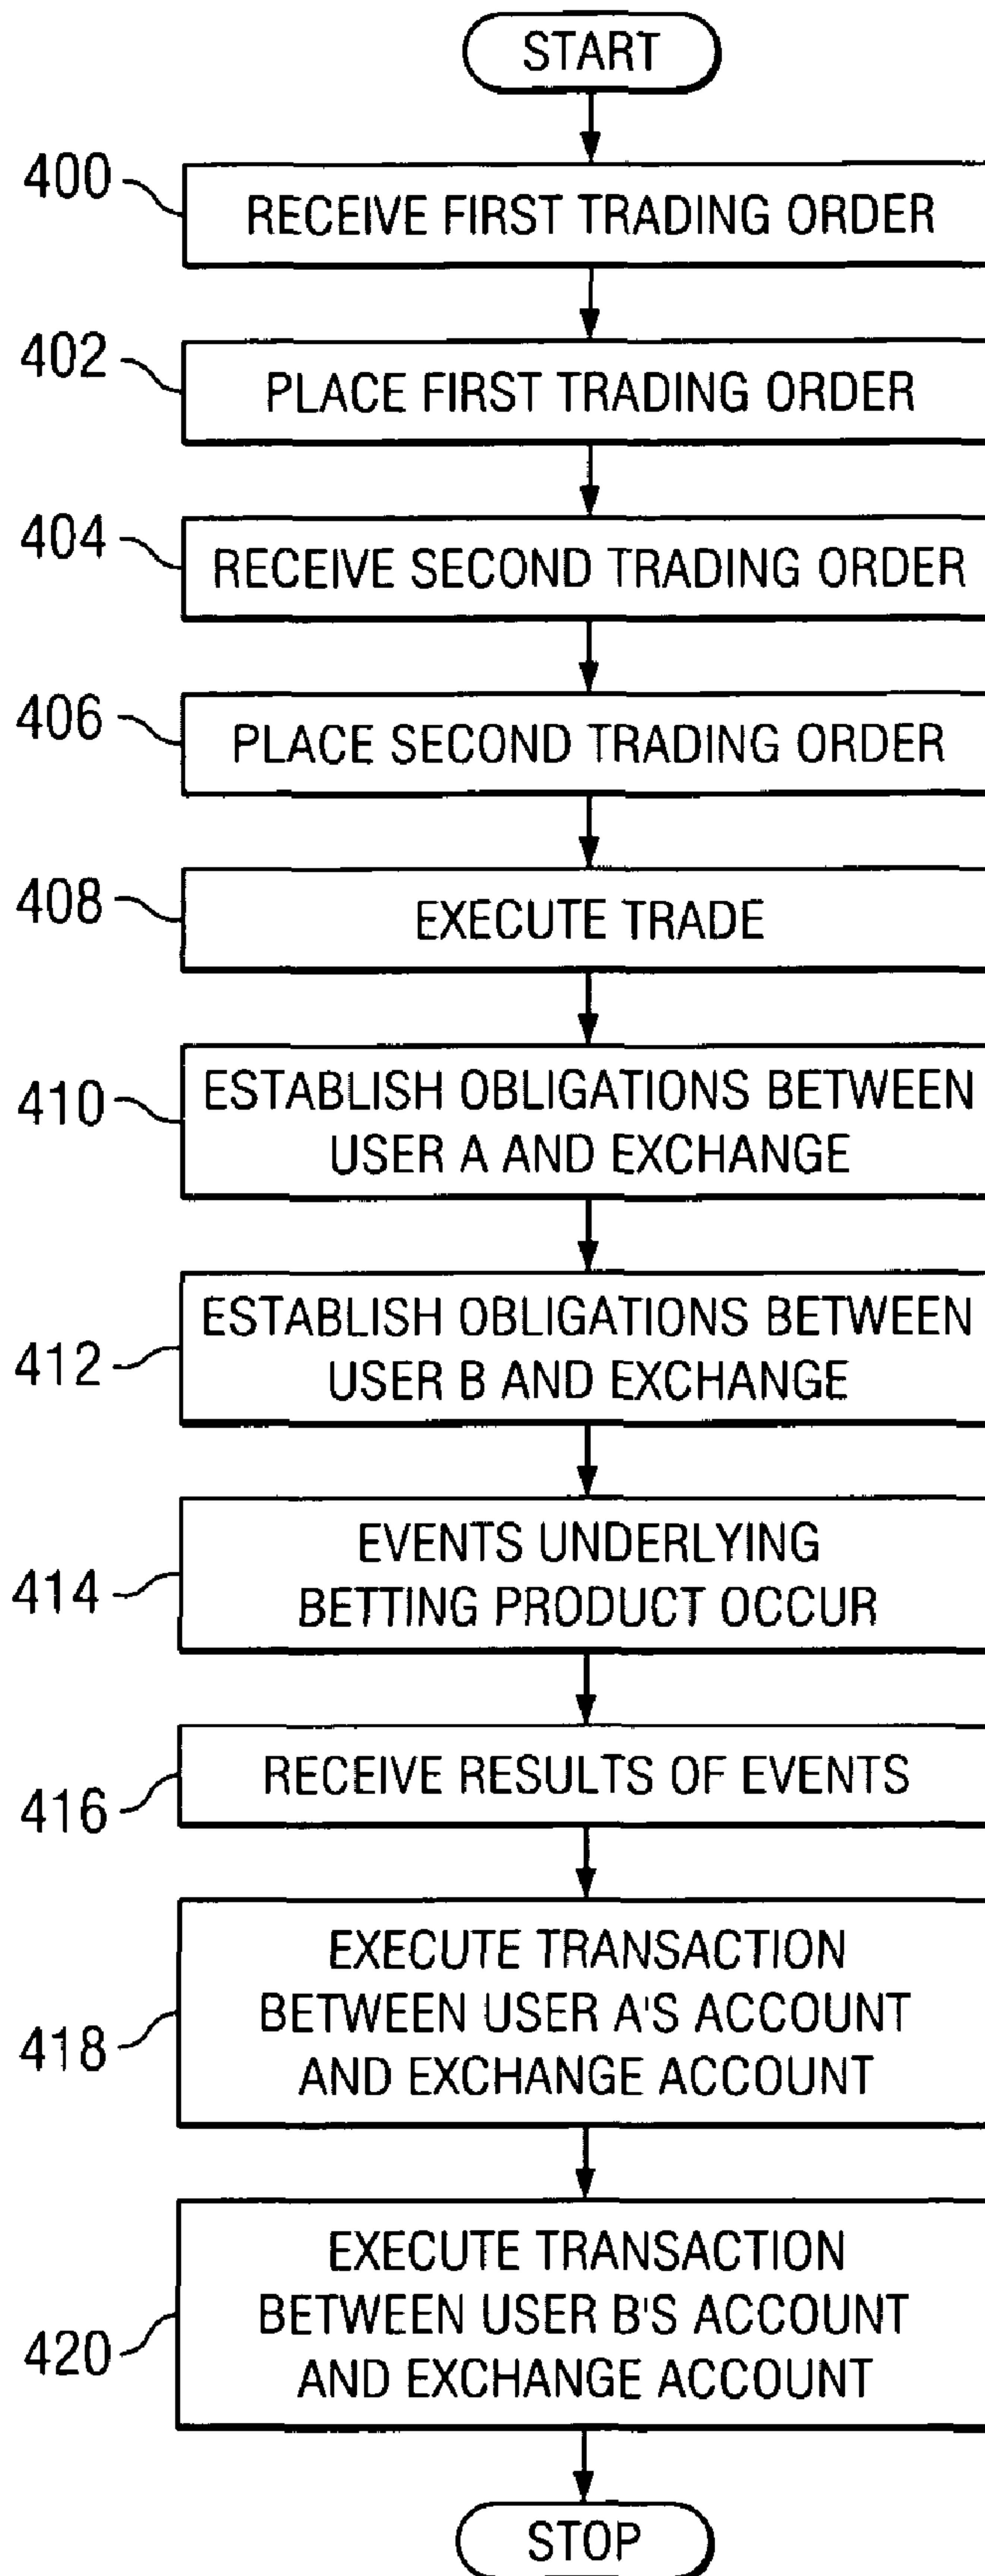 START
400
RECEIVE FIRST TRADING ORDER
402
PLACE FIRST TRADING ORDER
404
RECEIVE SECOND TRADING ORDER
406
PLACE SECOND TRADING ORDER
408
EXECUTE TRADE
410
ESTABLISH OBLIGATIONS BETWEEN
USER A AND EXCHANGE
412
ESTABLISH OBLIGATIONS BETWEEN
USER B AND EXCHANGE
414
EVENTS UNDERLYING
BETTING PRODUCT OCCUR
416
RECEIVE RESULTS OF EVENTS
418
EXECUTE TRANSACTION
BETWEEN USER A'S ACCOUNT
AND EXCHANGE ACCOUNT
420
EXECUTE TRANSACTION
BETWEEN USER B'S ACCOUNT
AND EXCHANGE ACCOUNT
STOP